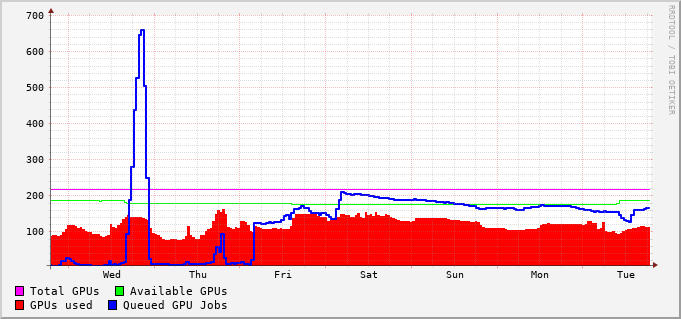 700
600
500
400
300
200
100
Wed Thu Fri Sat Sun Mon Tue
Total GPUs Available GPUs
GPUs used Queued GPU Jobs
RRDTOOL / TOBI OETIKER